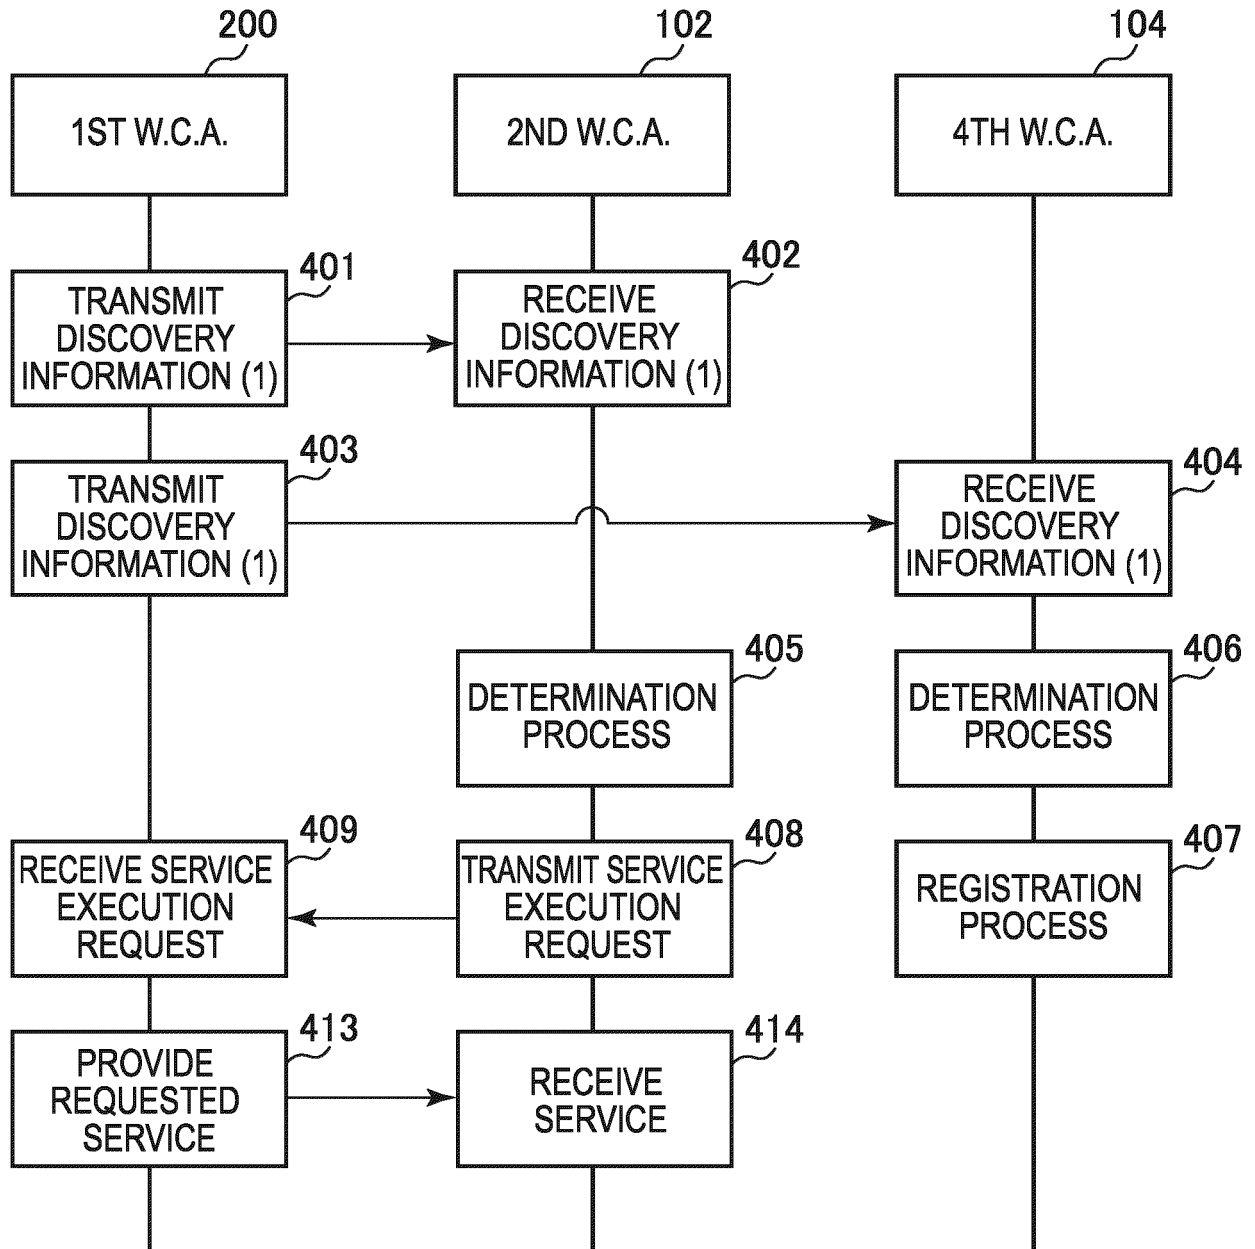 200
102
104
1ST W.C.A.
2ND W.C.A.
4TH W.C.A.
401
TRANSMIT
DISCOVERY
INFORMATION (1)
402
RECEIVE
DISCOVERY
INFORMATION (1)
403
TRANSMIT
DISCOVERY
INFORMATION (1)
404
RECEIVE
DISCOVERY
INFORMATION (1)
405
DETERMINATION
PROCESS
406
DETERMINATION
PROCESS
409
RECEIVE SERVICE
EXECUTION
REQUEST
408
TRANSMIT SERVICE
EXECUTION
REQUEST
407
REGISTRATION
PROCESS
413
PROVIDE
REQUESTED
SERVICE
414
RECEIVE
SERVICE